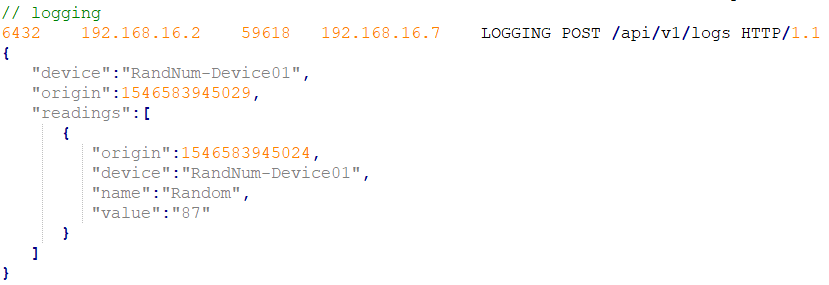 // logging
6432    192.168.16.2    59618   192.168.16.7    LOGGING POST /api/v1/logs HTTP/1.1
{
   "device":"RandNum-Device01",
   "origin":1546583945029,
   "readings":[
      {
         "origin":1546583945024,
         "device":"RandNum-Device01",
         "name":"Random",
         "value":"87"
      }
   ]
}